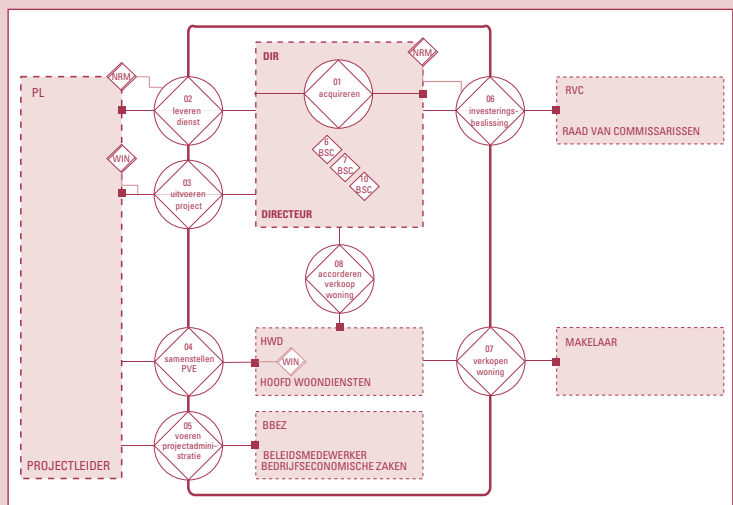 PL
NRM
02
leveren
dienst
WIN
03
uitvoeren
project
DIR
01
acquireren
6
BSC
7
BSC
10
BSC
DIRECTEUR
NRM
06
investerings-
beslissing
RVC
RAAD VAN COMMISSARISSEN
08
accorderen
verkoop
woning
04
samenstellen
PVE
HWD
WIN
HOOFD WOONDIENSTEN
07
verkopen
woning
MAKELAAR
05
voeren
projectadmini-
stratie
BBEZ
BELEIDSMEDEWERKER
BEDRIJFSECONOMISCHE ZAKEN
PROJECTLEIDER